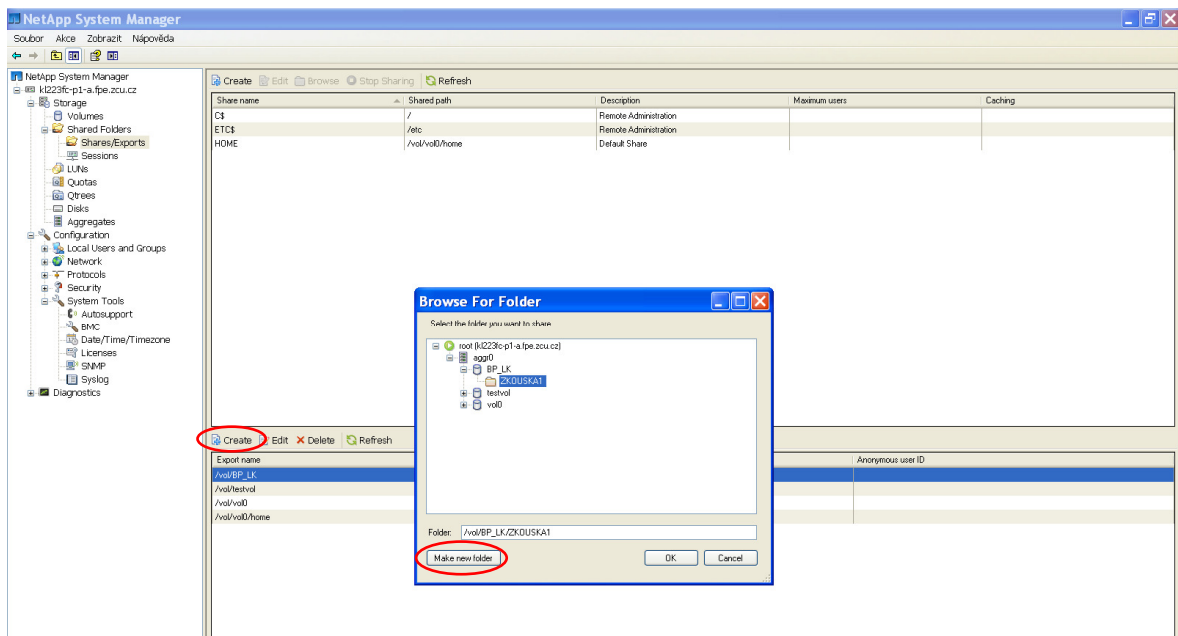 NetApp System Manager
Soubor Akce Zobrazit Nápověda
NetApp System Manager
kl223fc-p1-a.fpe.zcu.cz
Storage
Volumes
Shared Folders
Shares/Exports
Sessions
LUNs
Quotas
Qtrees
Disks
Aggregates
Configuration
Local Users and Groups
Network
Protocols
Security
System Tools
Autosupport
BMC
Date/Time/Timezone
Licenses
SNMP
Syslog
Diagnostics
Create Edit Browse Stop Sharing Refresh
Share name Shared path Description Maximum users Caching
C$ / Remote Administration
ETC$ /etc Remote Administration
HOME /vol/vol0/home Default Share
Create Edit Delete Refresh
Export name Anonymous user ID
/vol/BP_LK
/vol/testvol
/vol/vol0
/vol/vol0/home
Browse For Folder
Select the folder you want to share
root (kl223fc-p1-a.fpe.zcu.cz)
aggr0
BP_LK
ZKOUSKA1
testvol
vol0
Folder: /vol/BP_LK/ZKOUSKA1
Make new folder OK Cancel